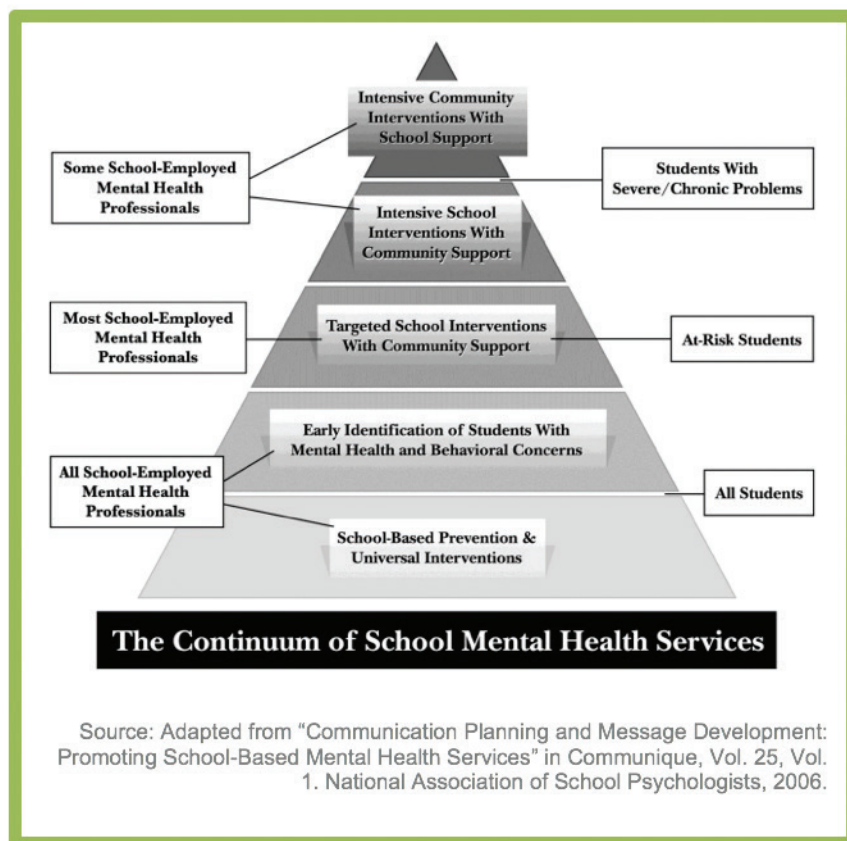 Intensive Community
Interventions With
School Support
Some School-Employed
Mental Health
Professionals
Students With
Severe/Chronic Problems
Intensive School
Interventions With
Community Support
Most School-Employed
Mental Health
Professionals
Targeted School Interventions
With Community Support
At-Risk Students
Early Identification of Students With
Mental Health and Behavioral Concerns
All School-Employed
Mental Health
Professionals
All Students
School-Based Prevention &
Universal Interventions
The Continuum of School Mental Health Services
Source: Adapted from “Communication Planning and Message Development:
Promoting School-Based Mental Health Services” in Communique, Vol. 25, Vol.
1. National Association of School Psychologists, 2006.